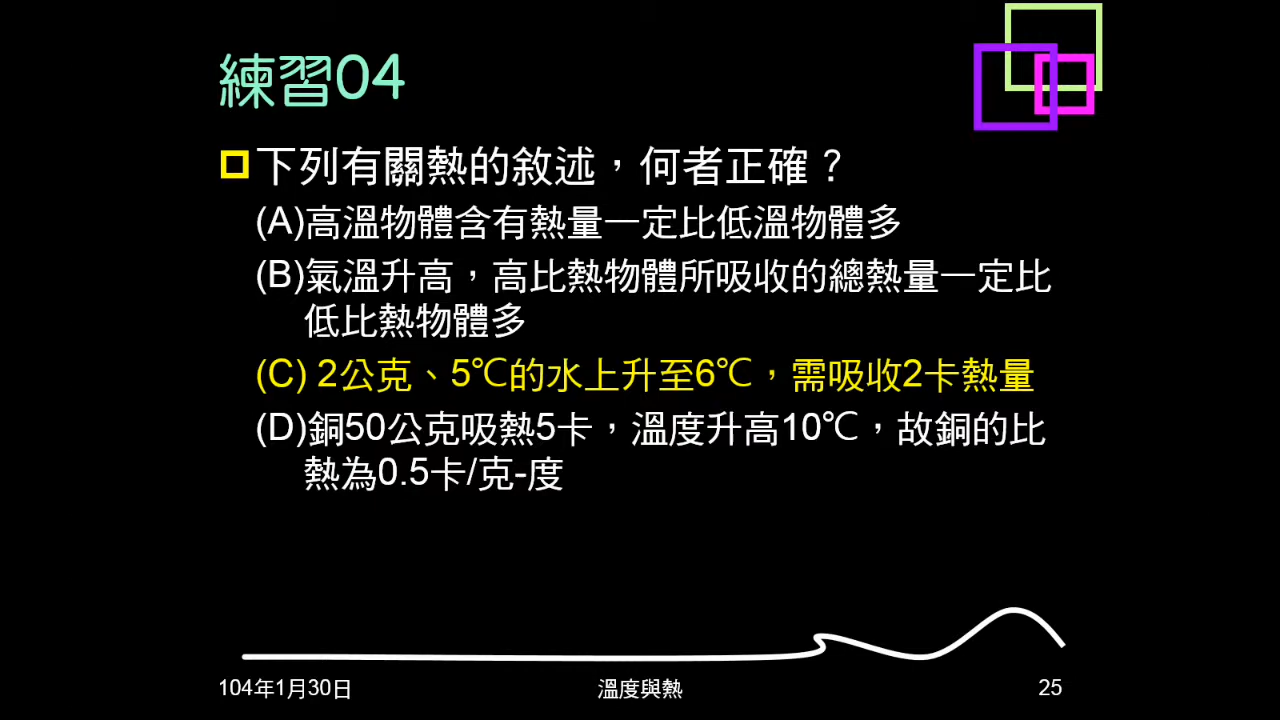 練習04
下列有關熱的敘述，何者正確？
(A)高溫物體含有熱量一定比低溫物體多
(B)氣溫升高，高比熱物體所吸收的總熱量一定比
低比熱物體多
(C) 2公克、5℃的水上升至6℃，需吸收2卡熱量
(D)銅50公克吸熱5卡，溫度升高10℃，故銅的比
熱為0.5卡/克-度
104年1月30日
溫度與熱
25